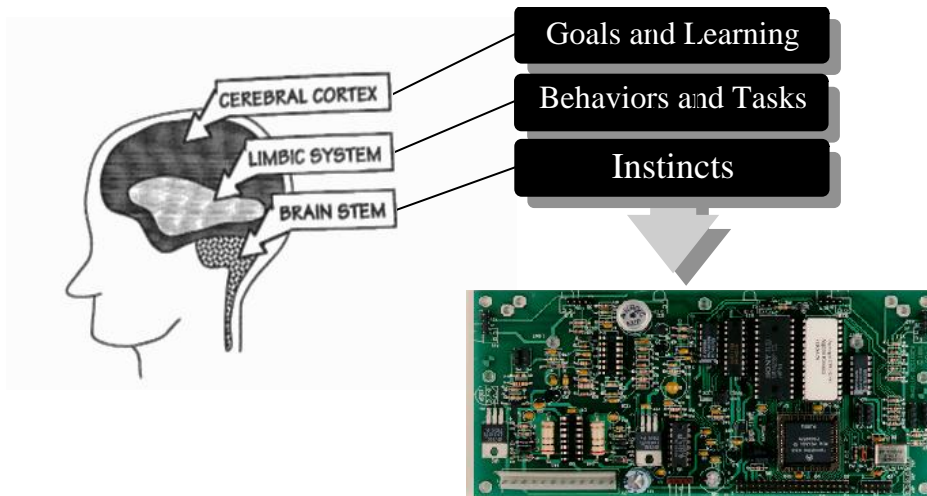 Goals and Learning
CEREBRAL CORTEX
Behaviors and Tasks
LIMBIC SYSTEM
Instincts
BRAIN STEM